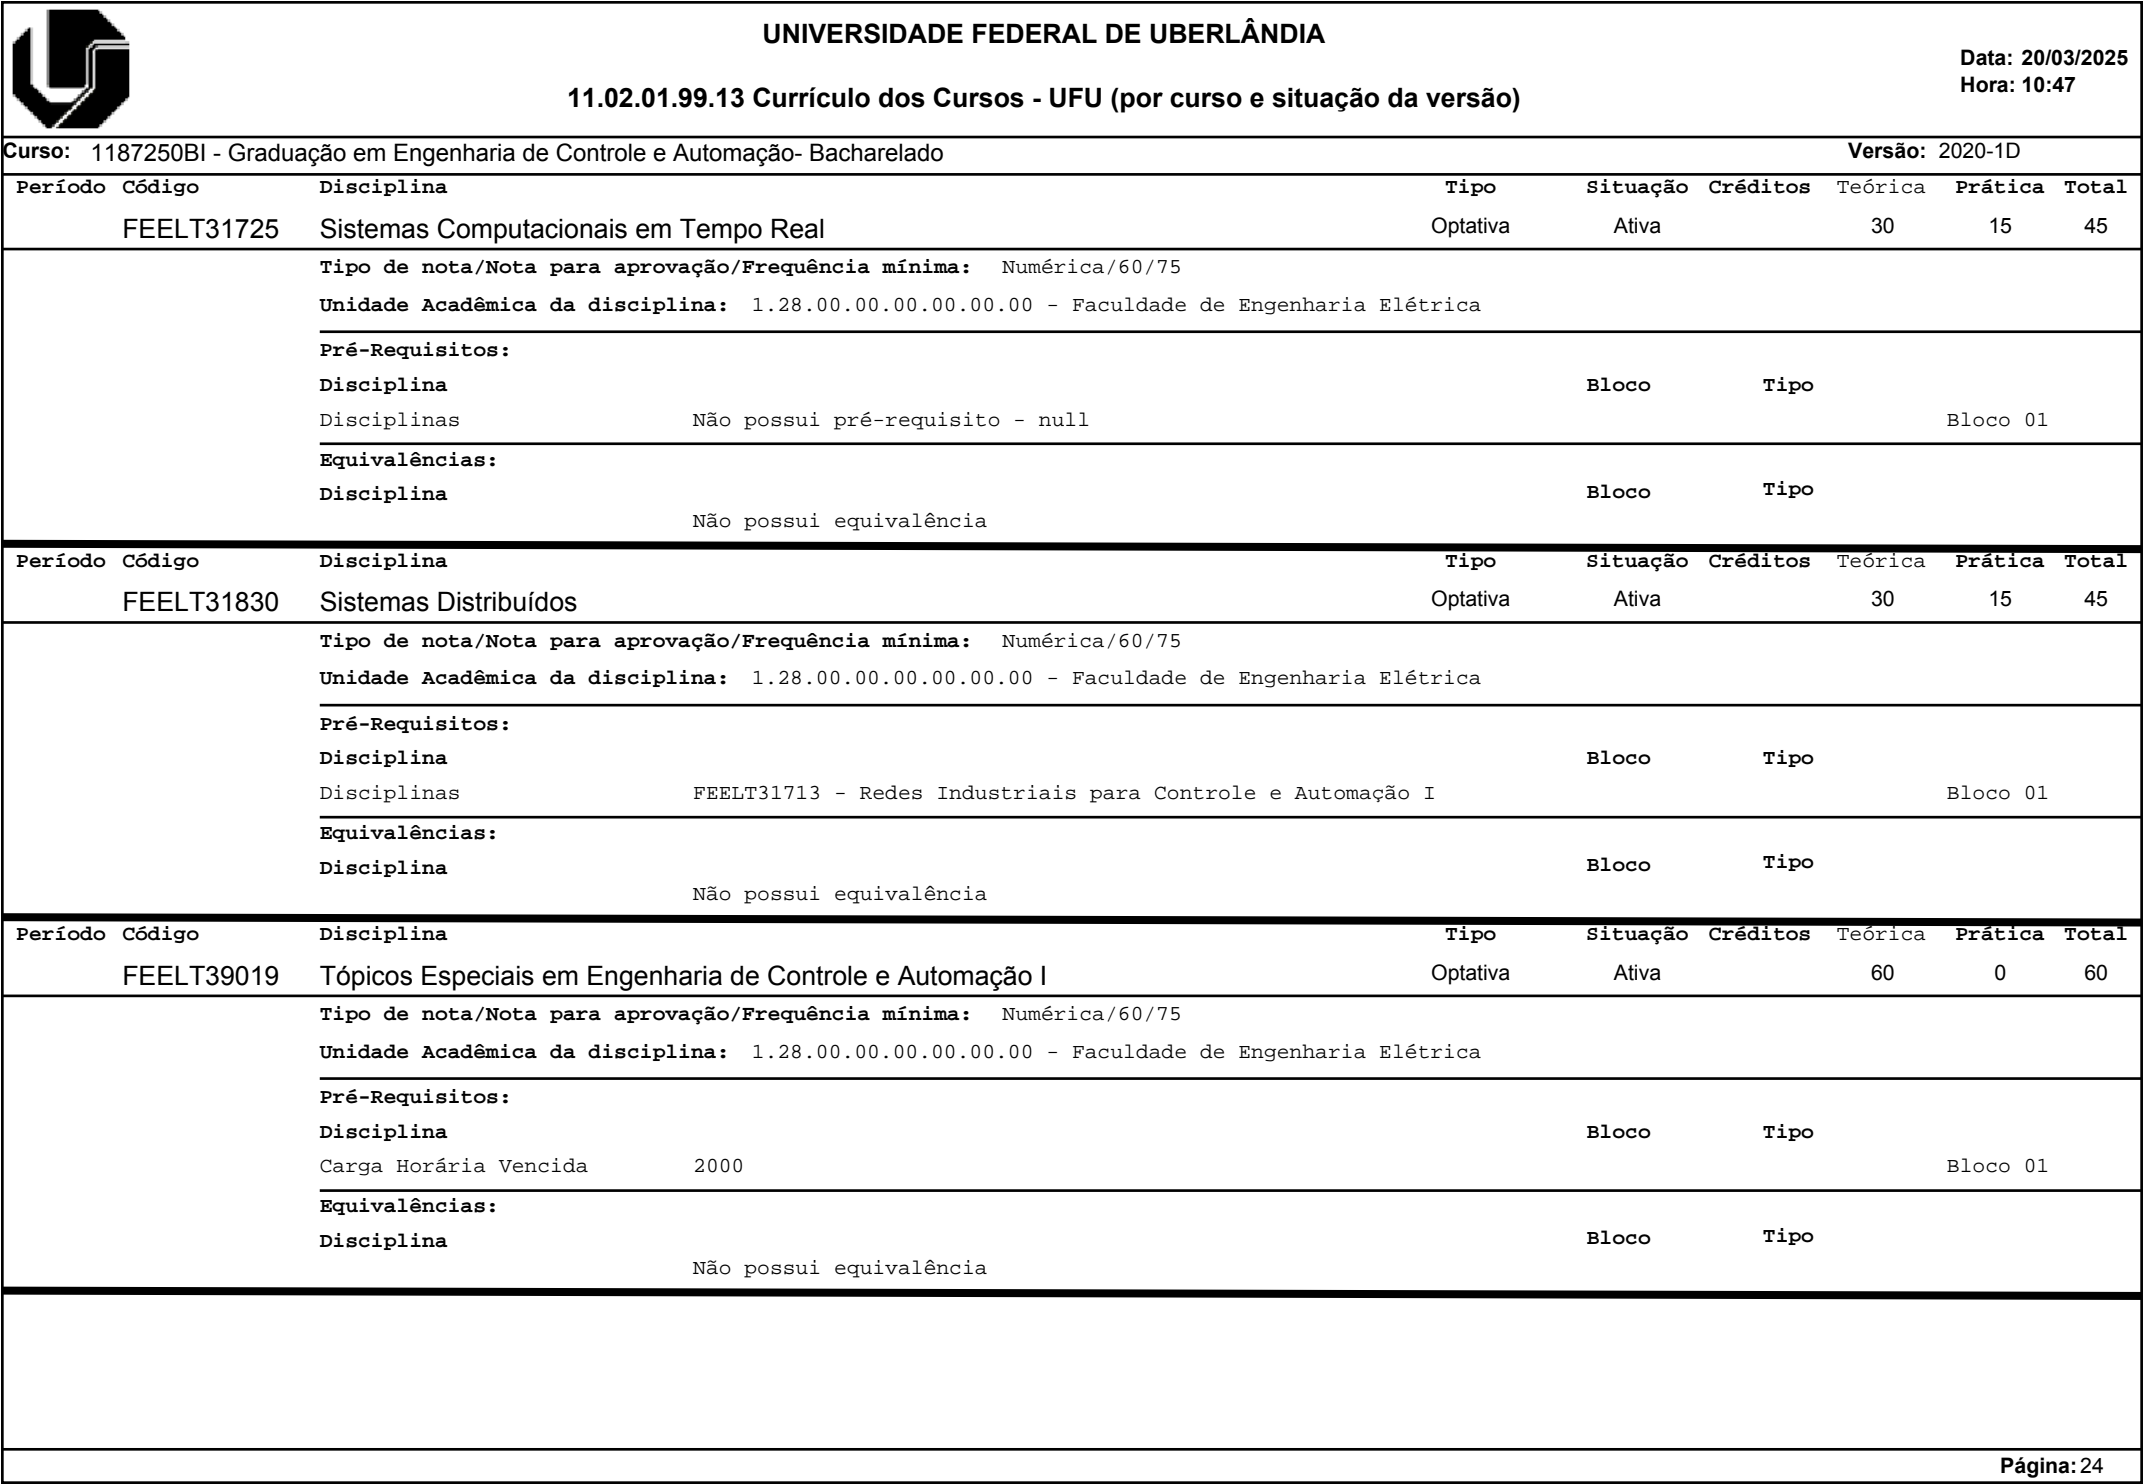 UNIVERSIDADE FEDERAL DE UBERLÂNDIA
Data: 20/03/2025
Hora: 10:47
11.02.01.99.13 Currículo dos Cursos - UFU (por curso e situação da versão)
Curso: 1187250BI - Graduação em Engenharia de Controle e Automação- Bacharelado Versão: 2020-1D
Período Código Disciplina Tipo Situação Créditos Teórica Prática Total
FEELT31725 Sistemas Computacionais em Tempo Real Optativa Ativa 30 15 45
Tipo de nota/Nota para aprovação/Frequência mínima: Numérica/60/75
Unidade Acadêmica da disciplina: 1.28.00.00.00.00.00.00 - Faculdade de Engenharia Elétrica
Pré-Requisitos:
Disciplina Bloco Tipo
Disciplinas Não possui pré-requisito - null Bloco 01
Equivalências:
Disciplina Bloco Tipo
Não possui equivalência
Período Código Disciplina Tipo Situação Créditos Teórica Prática Total
FEELT31830 Sistemas Distribuídos Optativa Ativa 30 15 45
Tipo de nota/Nota para aprovação/Frequência mínima: Numérica/60/75
Unidade Acadêmica da disciplina: 1.28.00.00.00.00.00.00 - Faculdade de Engenharia Elétrica
Pré-Requisitos:
Disciplina Bloco Tipo
Disciplinas FEELT31713 - Redes Industriais para Controle e Automação I Bloco 01
Equivalências:
Disciplina Bloco Tipo
Não possui equivalência
Período Código Disciplina Tipo Situação Créditos Teórica Prática Total
FEELT39019 Tópicos Especiais em Engenharia de Controle e Automação I Optativa Ativa 60 0 60
Tipo de nota/Nota para aprovação/Frequência mínima: Numérica/60/75
Unidade Acadêmica da disciplina: 1.28.00.00.00.00.00.00 - Faculdade de Engenharia Elétrica
Pré-Requisitos:
Disciplina Bloco Tipo
Carga Horária Vencida 2000 Bloco 01
Equivalências:
Disciplina Bloco Tipo
Não possui equivalência
Página: 24